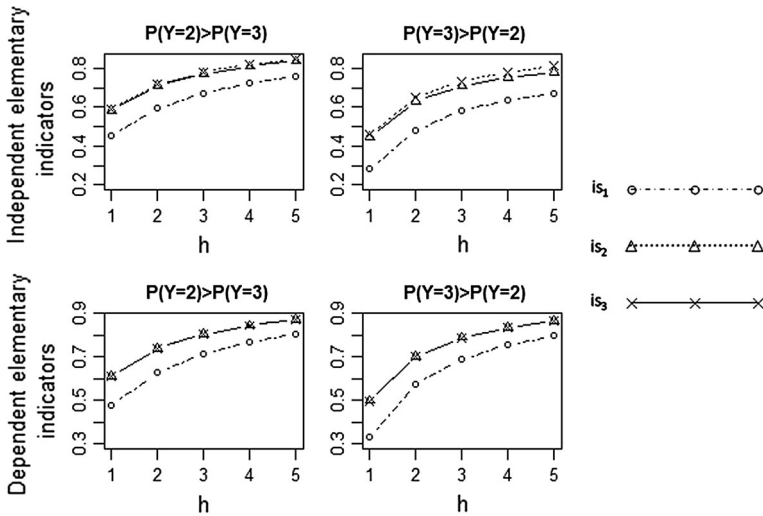 P(Y=2)>P(Y=3)
P(Y=3)>P(Y=2)
Independent elementary
indicators
0.2 0.4 0.6 0.8
1 2 3 4 5
h
0.2 0.4 0.6 0.8
1 2 3 4 5
h
P(Y=2)>P(Y=3)
P(Y=3)>P(Y=2)
Dependent elementary
indicators
0.3 0.5 0.7 0.9
1 2 3 4 5
h
0.3 0.5 0.7 0.9
1 2 3 4 5
h
is₁
is₂
is₃